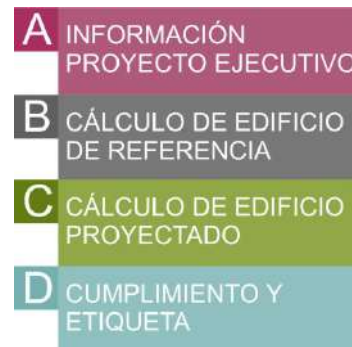 A INFORMACIÓN
PROYECTO EJECUTIVO
B CÁLCULO DE EDIFICIO
DE REFERENCIA
C CÁLCULO DE EDIFICIO
PROYECTADO
D CUMPLIMIENTO Y
ETIQUETA